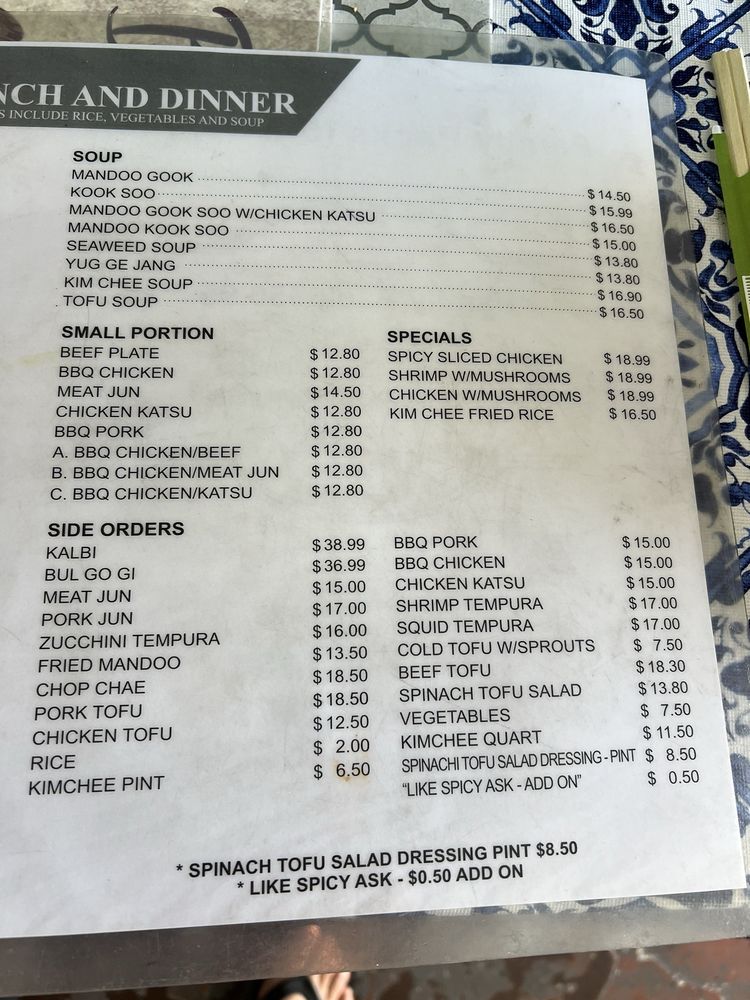 NCH AND DINNER
S INCLUDE RICE, VEGETABLES AND SOUP
SOUP
MANDOO GOOK $14.50
KOOK SOO $15.99
MANDOO GOOK SOO W/CHICKEN KATSU $16.50
MANDOO KOOK SOO $15.00
SEAWEED SOUP $13.80
YUG GE JANG $13.80
KIM CHEE SOUP $16.90
TOFU SOUP $16.50
SMALL PORTION
BEEF PLATE $12.80
BBQ CHICKEN $12.80
MEAT JUN $14.50
CHICKEN KATSU $12.80
BBQ PORK $12.80
A. BBQ CHICKEN/BEEF $12.80
B. BBQ CHICKEN/MEAT JUN $12.80
C. BBQ CHICKEN/KATSU $12.80
SPECIALS
SPICY SLICED CHICKEN $18.99
SHRIMP W/MUSHROOMS $18.99
CHICKEN W/MUSHROOMS $18.99
KIM CHEE FRIED RICE $16.50
SIDE ORDERS
KALBI $38.99
BUL GO GI $36.99
MEAT JUN $15.00
PORK JUN $17.00
ZUCCHINI TEMPURA $16.00
FRIED MANDOO $13.50
CHOP CHAE $18.50
PORK TOFU $18.50
CHICKEN TOFU $12.50
RICE $ 2.00
KIMCHEE PINT $ 6.50
BBQ PORK $15.00
BBQ CHICKEN $15.00
CHICKEN KATSU $15.00
SHRIMP TEMPURA $17.00
SQUID TEMPURA $17.00
COLD TOFU W/SPROUTS $ 7.50
BEEF TOFU $18.30
SPINACH TOFU SALAD $13.80
VEGETABLES $ 7.50
KIMCHEE QUART $11.50
SPINACHI TOFU SALAD DRESSING - PINT $ 8.50
"LIKE SPICY ASK - ADD ON" $ 0.50
* SPINACH TOFU SALAD DRESSING PINT $8.50
* LIKE SPICY ASK - $0.50 ADD ON